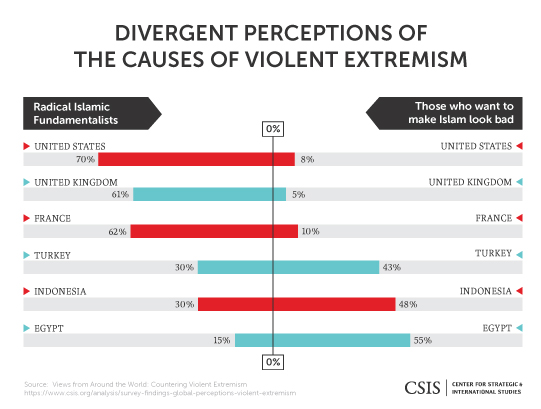 DIVERGENT PERCEPTIONS OF
THE CAUSES OF VIOLENT EXTREMISM
Radical Islamic
Fundamentalists
Those who want to
make Islam look bad
0%
UNITED STATES
UNITED STATES
70%
8%
UNITED KINGDOM
UNITED KINGDOM
61%
5%
FRANCE
FRANCE
62%
10%
TURKEY
TURKEY
30%
43%
INDONESIA
INDONESIA
30%
48%
EGYPT
EGYPT
15%
55%
0%
Source: Views from Around the World: Countering Violent Extremism
https://www.csis.org/analysis/survey-findings-global-perceptions-violent-extremism
CSIS
CENTER FOR STRATEGIC &
INTERNATIONAL STUDIES